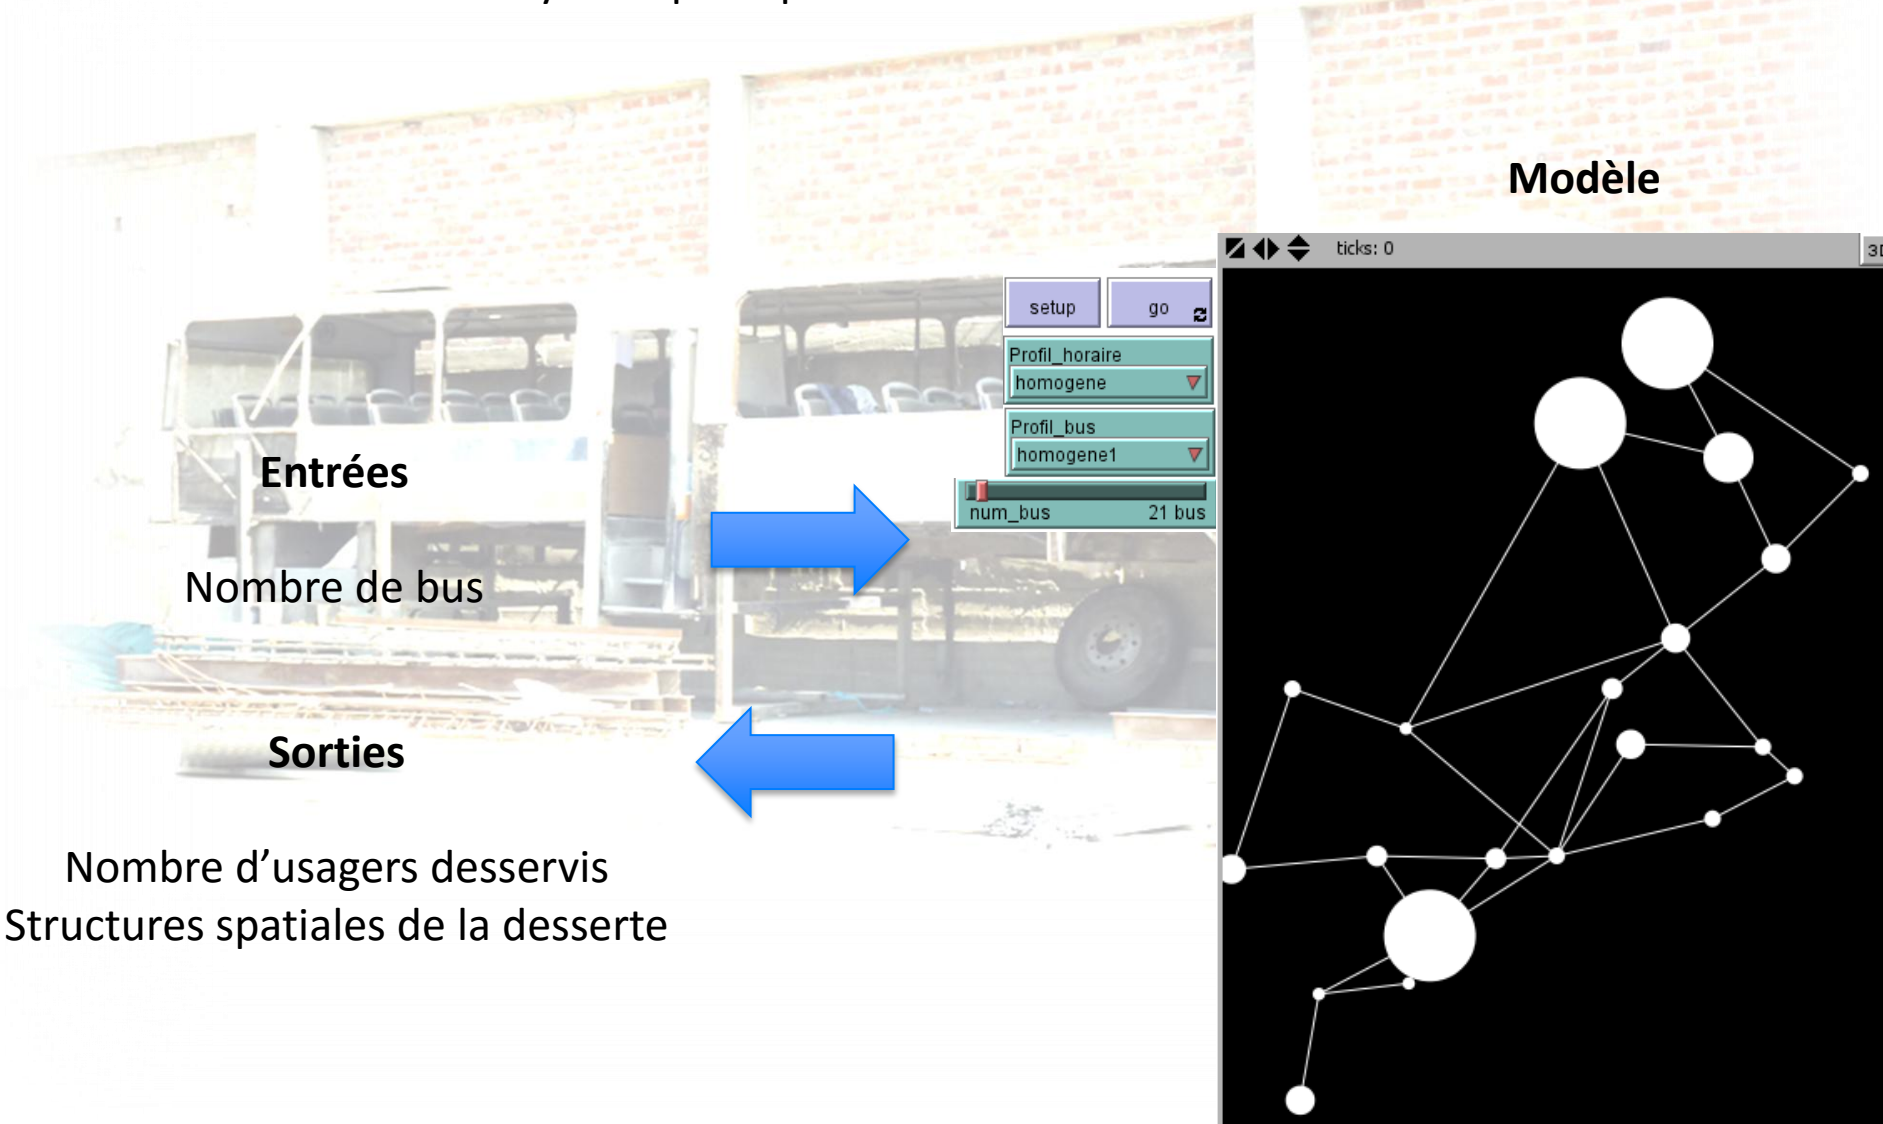 Modèle
ticks: 0
3D
setup
go
Profil_horaire
homogene
Profil_bus
homogene1
num_bus 21 bus
Entrées
Nombre de bus
Sorties
Nombre d’usagers desservis
Structures spatiales de la desserte